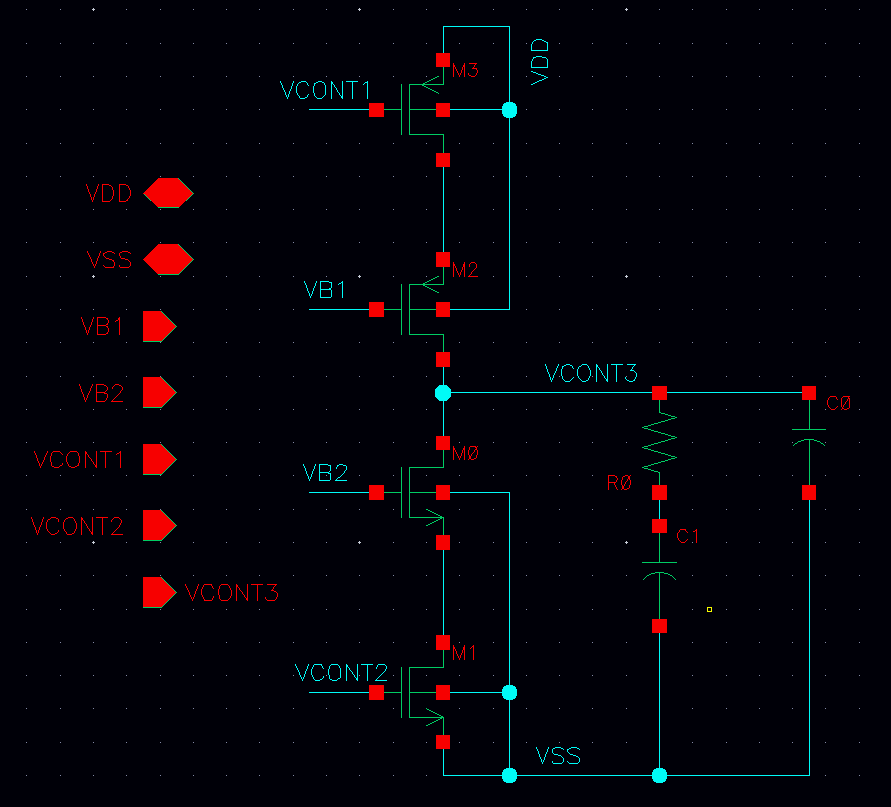 VDD
VCONT1
M3
VDD
VSS
M2
VB1
VB1
VCONT3
VB2
C0
M0
VB2
R0
VCONT1
VCONT2
C1
VCONT3
M1
VCONT2
VSS